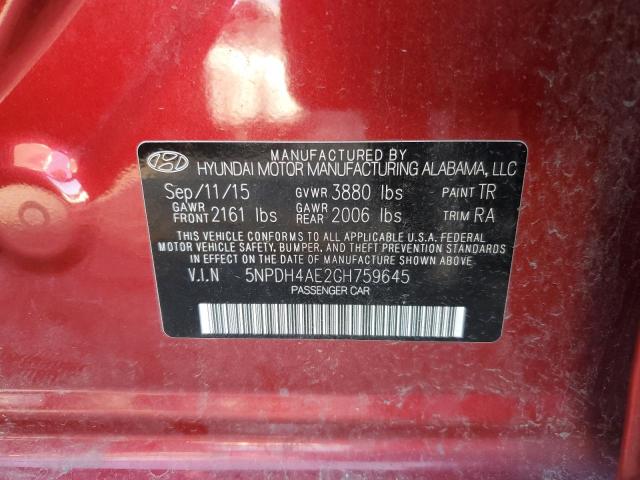 MANUFACTURED BY
HYUNDAI MOTOR MANUFACTURING ALABAMA, LLC
Sep/11/15 GVWR 3880 lbs PAINT TR
GAWR FRONT 2161 lbs GAWR REAR 2006 lbs TRIM RA
THIS VEHICLE CONFORMS TO ALL APPLICABLE U.S.A. FEDERAL
MOTOR VEHICLE SAFETY, BUMPER, AND THEFT PREVENTION STANDARDS
IN EFFECT ON THE DATE OF MANUFACTURE SHOWN ABOVE.
V.I.N 5NPDH4AE2GH759645
PASSENGER CAR